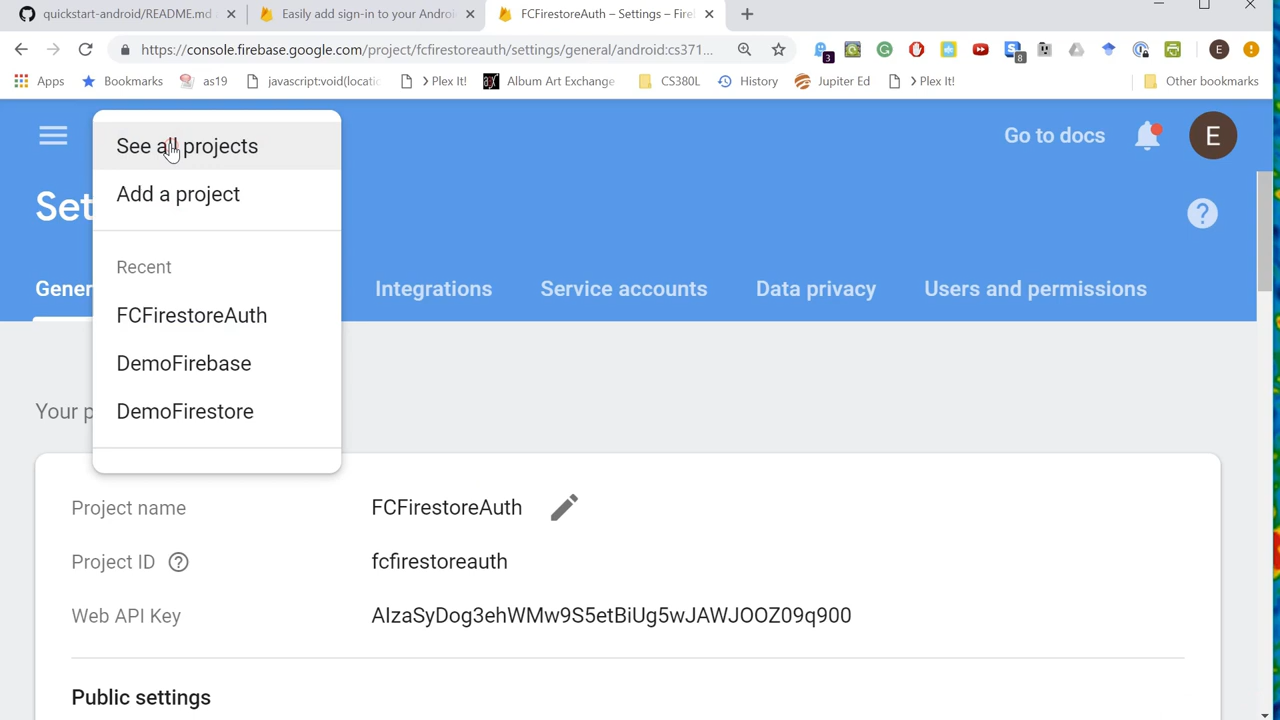 quickstart-android/README.md
Easily add sign-in to your Androi
FCFirestoreAuth – Settings – Fire
https://console.firebase.google.com/project/fcfirestoreauth/settings/general/android:cs371...
3
8
E
Apps
Bookmarks
as19
javascript:void(locatic
> Plex It!
Album Art Exchange
CS380L
History
Jupiter Ed
> Plex It!
Other bookmarks
See all projects
Go to docs
E
Add a project
Set
Recent
Gener
Integrations
Service accounts
Data privacy
Users and permissions
FCFirestoreAuth
DemoFirebase
DemoFirestore
Your p
Project name
FCFirestoreAuth
Project ID
fcfirestoreauth
Web API Key
AIzaSyDog3ehWMw9S5etBiUg5wJAWJOOZ09q900
Public settings